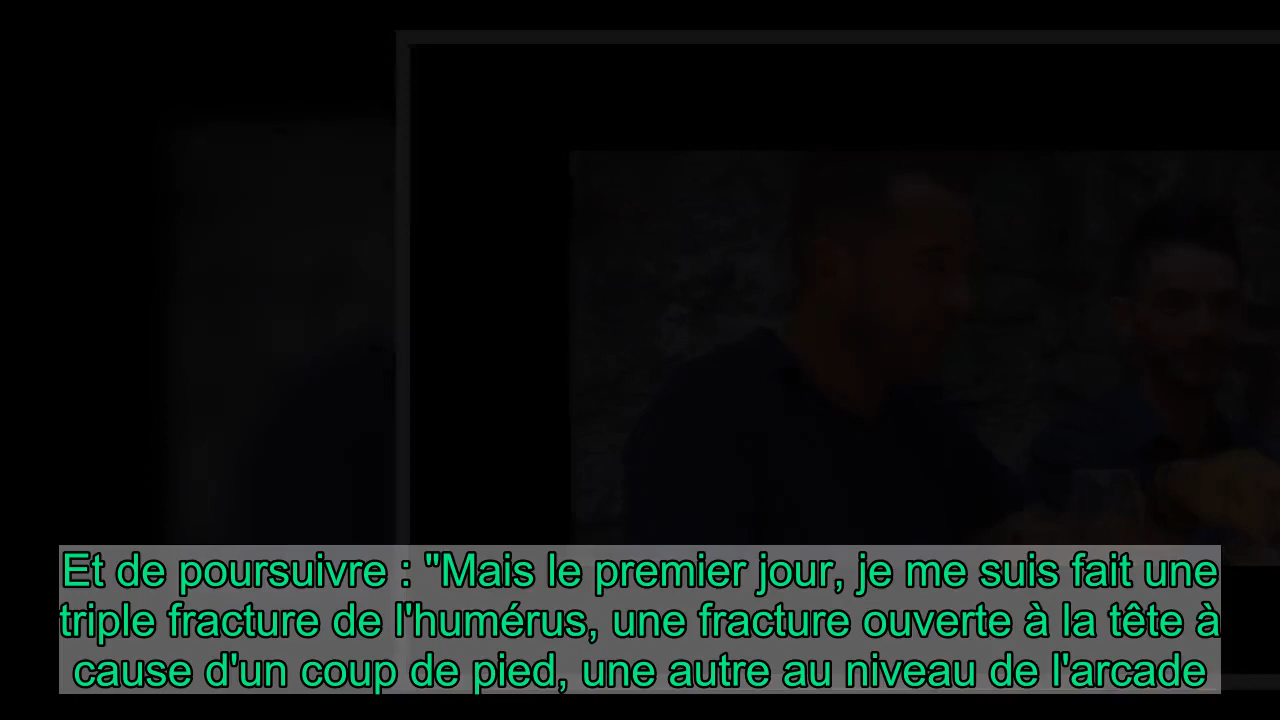 Et de poursuivre : "Mais le premier jour, je me suis fait une
triple fracture de l'humérus, une fracture ouverte à la tête à
cause d'un coup de pied, une autre au niveau de l'arcade